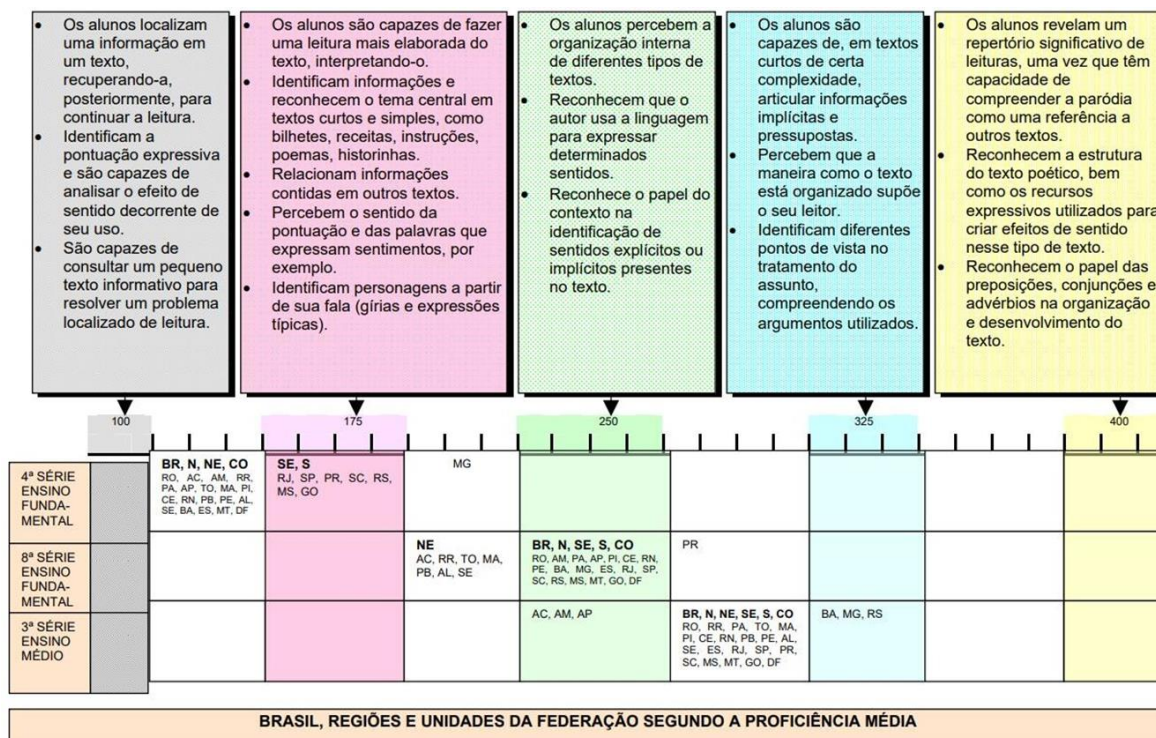 • Os alunos localizam
uma informação em
um texto,
recuperando-a,
posteriormente, para
continuar a leitura.
• Identificam a
pontuação expressiva
e são capazes de
analisar o efeito de
sentido decorrente de
seu uso.
• São capazes de
consultar um pequeno
texto informativo para
resolver um problema
localizado de leitura.
• Os alunos são capazes de fazer
uma leitura mais elaborada do
texto, interpretando-o.
• Identificam informações e
reconhecem o tema central em
textos curtos e simples, como
bilhetes, receitas, instruções,
poemas, historinhas.
• Relacionam informações
contidas em outros textos.
• Percebem o sentido da
pontuação e das palavras que
expressam sentimentos, por
exemplo.
• Identificam personagens a partir
de sua fala (gírias e expressões
típicas).
• Os alunos percebem a
organização interna
de diferentes tipos de
textos.
• Reconhecem que o
autor usa a linguagem
para expressar
determinados
sentidos.
• Reconhece o papel do
contexto na
identificação de
sentidos explícitos ou
implícitos presentes
no texto.
• Os alunos são
capazes de, em textos
curtos de certa
complexidade,
articular informações
implícitas e
pressupostas.
• Percebem que a
maneira como o texto
está organizado supõe
o seu leitor.
• Identificam diferentes
pontos de vista no
tratamento do
assunto,
compreendendo os
argumentos utilizados.
• Os alunos revelam um
repertório significativo de
leituras, uma vez que têm
capacidade de
compreender a paródia
como uma referência a
outros textos.
• Reconhecem a estrutura
do texto poético, bem
como os recursos
expressivos utilizados para
criar efeitos de sentido
nesse tipo de texto.
• Reconhecem o papel das
preposições, conjunções e
advérbios na organização
e desenvolvimento do
texto.
100 175 250 325 400
4ª SÉRIE
ENSINO
FUNDA-
MENTAL
BR, N, NE, CO
RO, AC, AM, RR,
PA, AP, TO, MA, PI,
CE, RN, PB, PE, AL,
SE, BA, ES, MT, DF
SE, S
RJ, SP, PR, SC, RS,
MS, GO
MG
8ª SÉRIE
ENSINO
FUNDA-
MENTAL
NE
AC, RR, TO, MA,
PB, AL, SE
BR, N, SE, S, CO
RO, AM, PA, AP, PI, CE, RN,
PE, BA, MG, ES, RJ, SP,
SC, RS, MS, MT, GO, DF
PR
3ª SÉRIE
ENSINO
MÉDIO
AC, AM, AP
BR, N, NE, SE, S, CO
RO, RR, PA, TO, MA,
PI, CE, RN, PB, PE, AL,
SE, ES, RJ, SP, PR,
SC, MS, MT, GO, DF
BA, MG, RS
BRASIL, REGIÕES E UNIDADES DA FEDERAÇÃO SEGUNDO A PROFICIÊNCIA MÉDIA